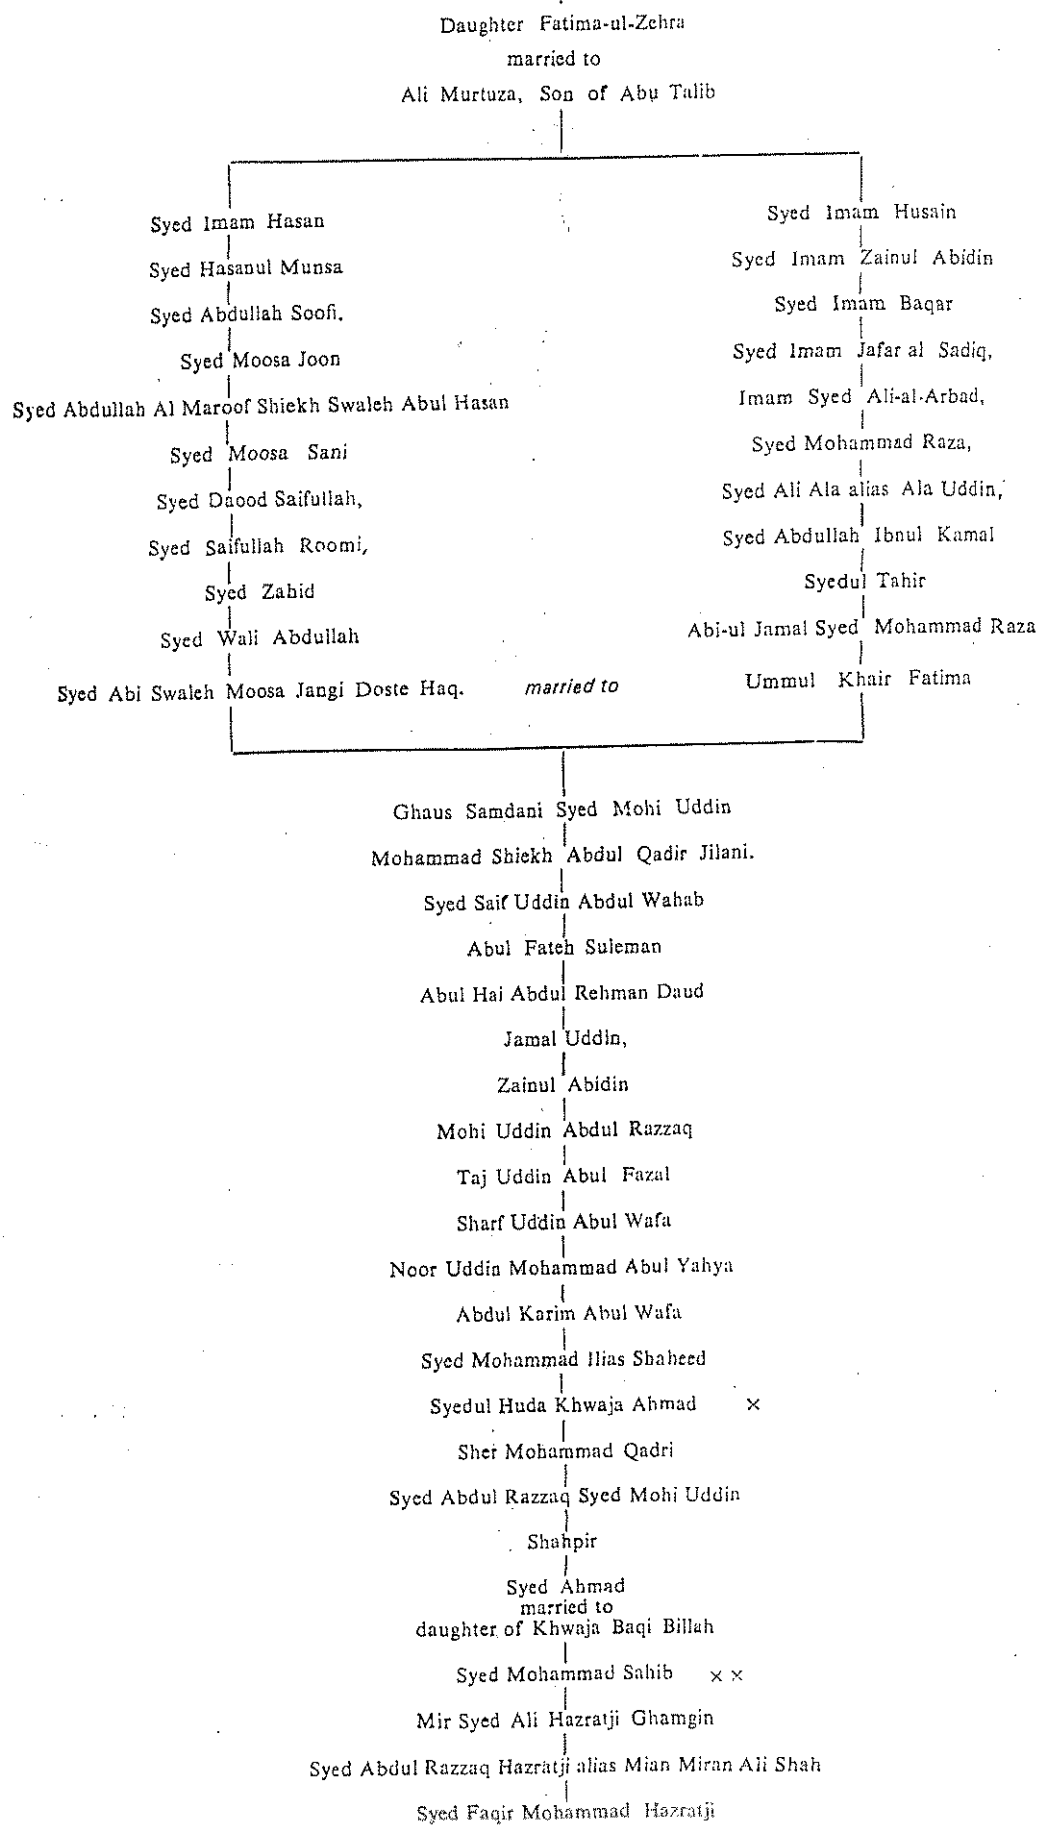 Daughter Fatima-ul-Zehra
married to
Ali Murtuza, Son of Abu Talib
Syed Imam Hasan
Syed Hasanul Munsa
Syed Abdullah Soofi.
Syed Moosa Joon
Syed Abdullah Al Maroof Shiekh Swaleh Abul Hasan
Syed Moosa Sani
Syed Daood Saifullah,
Syed Saifullah Roomi,
Syed Zahid
Syed Wali Abdullah
Syed Abi Swaleh Moosa Jangi Doste Haq.
married to
Syed Imam Husain
Syed Imam Zainul Abidin
Syed Imam Baqar
Syed Imam Jafar al Sadiq,
Imam Syed Ali-al-Arbad,
Syed Mohammad Raza,
Syed Ali Ala alias Ala Uddin,
Syed Abdullah Ibnul Kamal
Syedul Tahir
Abi-ul Jamal Syed Mohammad Raza
Ummul Khair Fatima
Ghaus Samdani Syed Mohi Uddin
Mohammad Shiekh Abdul Qadir Jilani.
Syed Saif Uddin Abdul Wahab
Abul Fateh Suleman
Abul Hai Abdul Rehman Daud
Jamal Uddin,
Zainul Abidin
Mohi Uddin Abdul Razzaq
Taj Uddin Abul Fazal
Sharf Uddin Abul Wafa
Noor Uddin Mohammad Abul Yahya
Abdul Karim Abul Wafa
Syed Mohammad Ilias Shaheed
Syedul Huda Khwaja Ahmad ×
Sher Mohammad Qadri
Syed Abdul Razzaq Syed Mohi Uddin
Shahpir
Syed Ahmad
married to
daughter of Khwaja Baqi Billah
Syed Mohammad Sahib × ×
Mir Syed Ali Hazratji Ghamgin
Syed Abdul Razzaq Hazratji alias Mian Miran Ali Shah
Syed Faqir Mohammad Hazratji